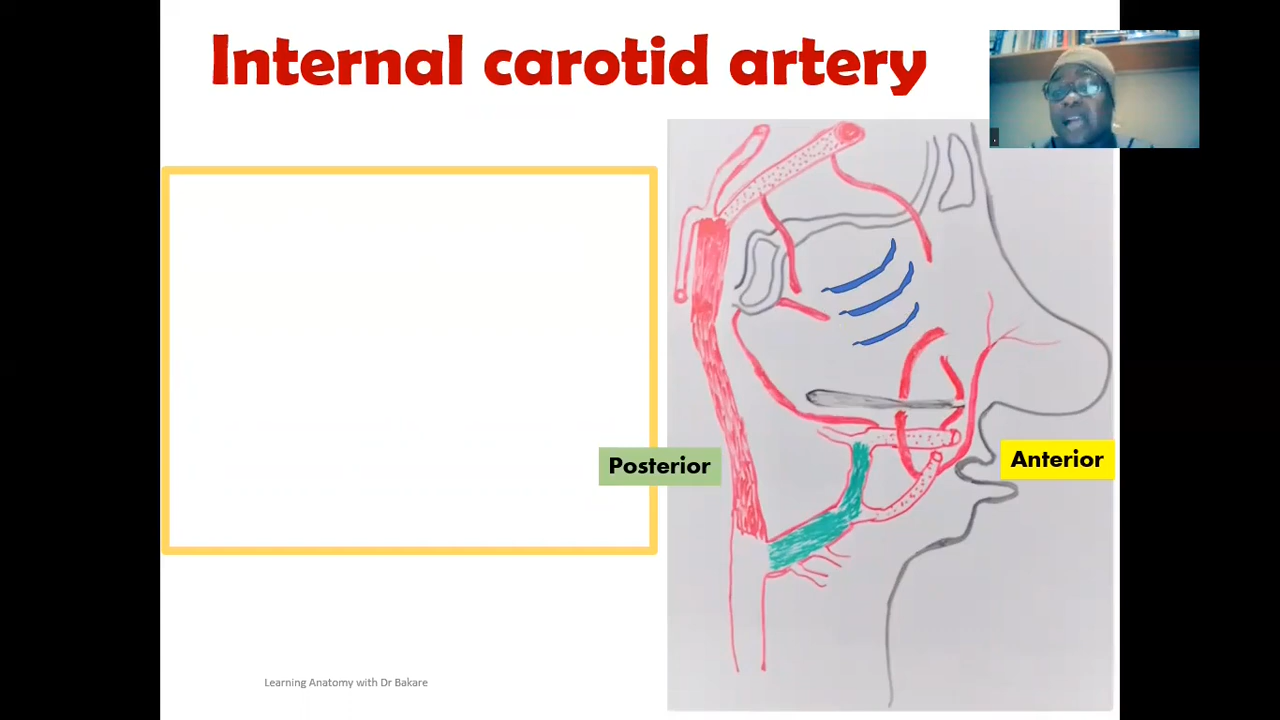 Internal carotid artery
Posterior
Anterior
Learning Anatomy with Dr Bakare